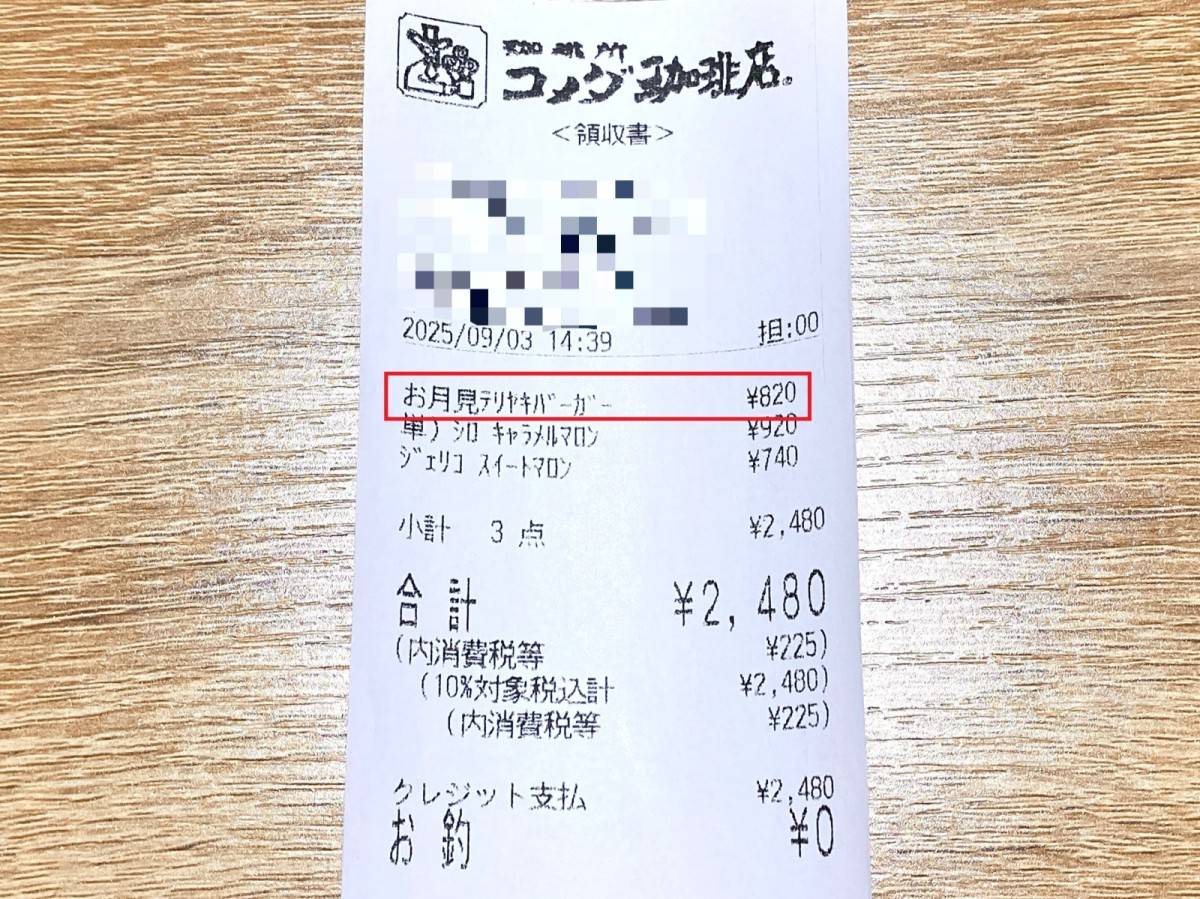 珈琲所
コメダ珈琲店。
＜領収書＞
2025/09/03 14:39 担:00
お月見ﾃﾘﾔｷﾊﾞｰｶﾞｰ ¥820
単) ｼﾛ ｷｬﾗﾒﾙﾏﾛﾝ ¥920
ｼﾞｪﾘｺ ｽｲｰﾄﾏﾛﾝ ¥740
小計 3 点 ¥2,480
合計 ¥2,480
(内消費税等 ¥225)
(10%対象税込計 ¥2,480)
(内消費税等 ¥225)
クレジット支払 ¥2,480
お釣 ¥0